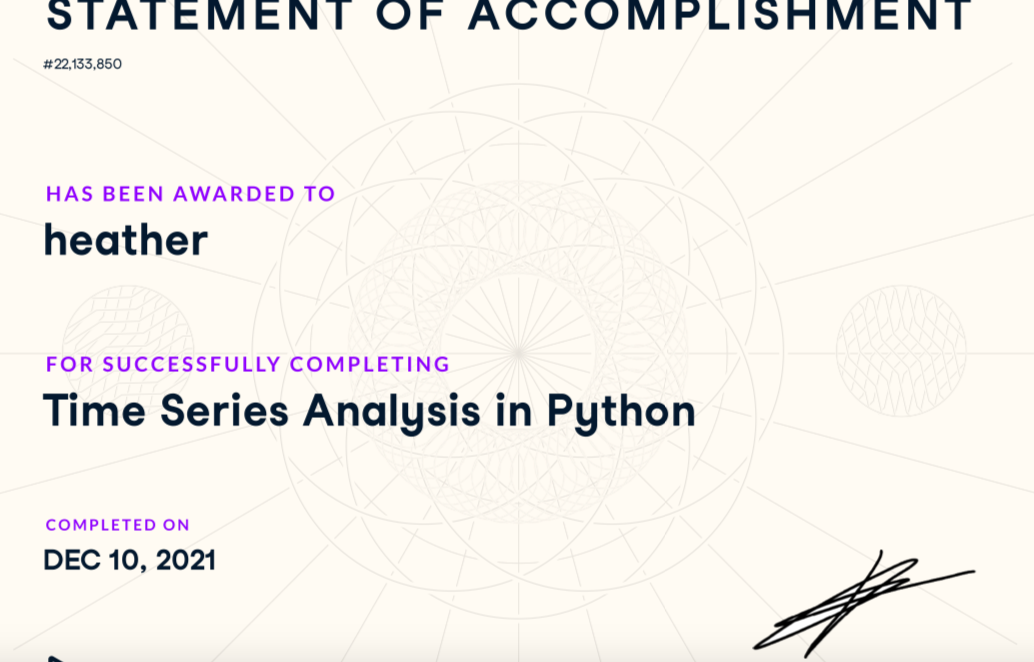 STATEMENT OF ACCOMPLISHMENT
#22,133,850
HAS BEEN AWARDED TO
heather
FOR SUCCESSFULLY COMPLETING
Time Series Analysis in Python
COMPLETED ON
DEC 10, 2021